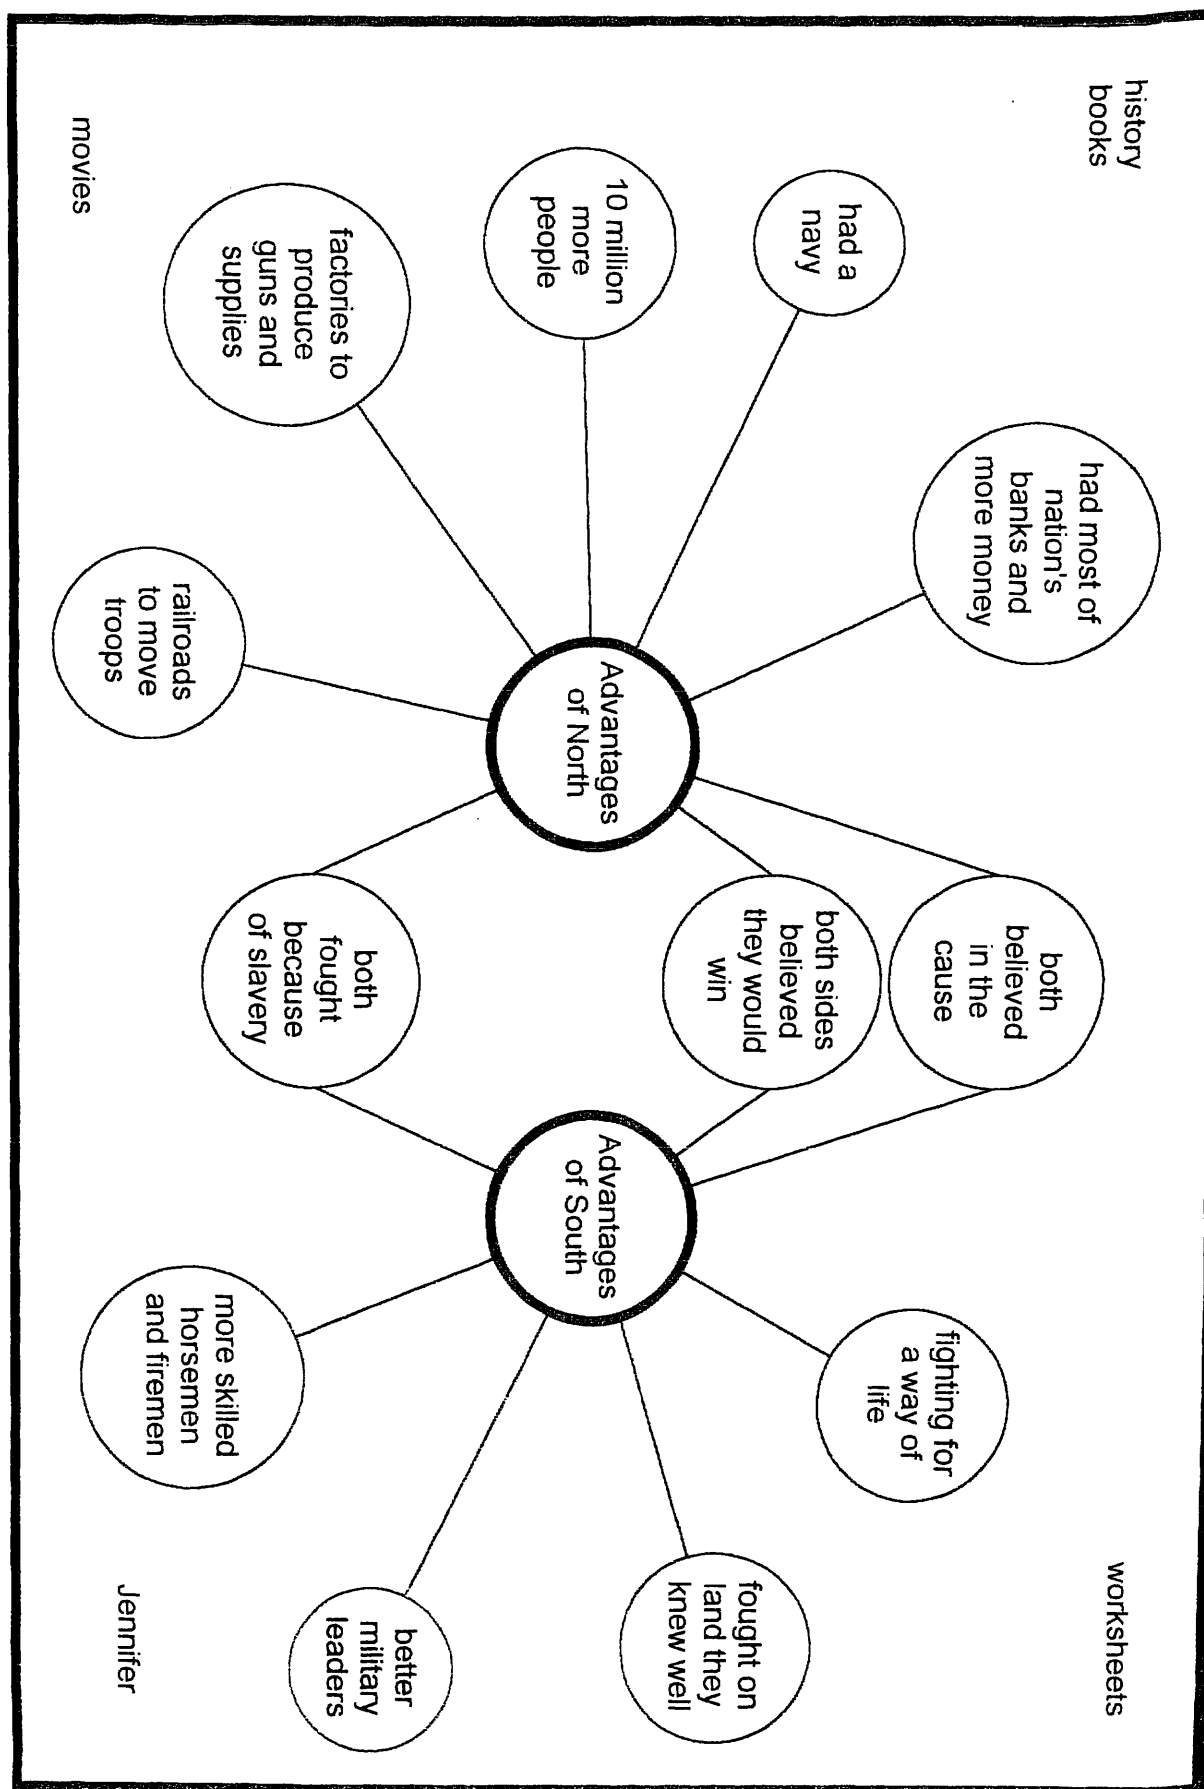 history
books
worksheets
had most of
nation's
banks and
more money
both
believed
in the
cause
fighting for
a way of
life
had a
navy
both sides
believed
they would
win
fought on
land they
knew well
10 million
more
people
Advantages
of North
Advantages
of South
factories to
produce
guns and
supplies
both
fought
because
of slavery
better
military
leaders
railroads
to move
troops
more skilled
horsemen
and firemen
movies
Jennifer